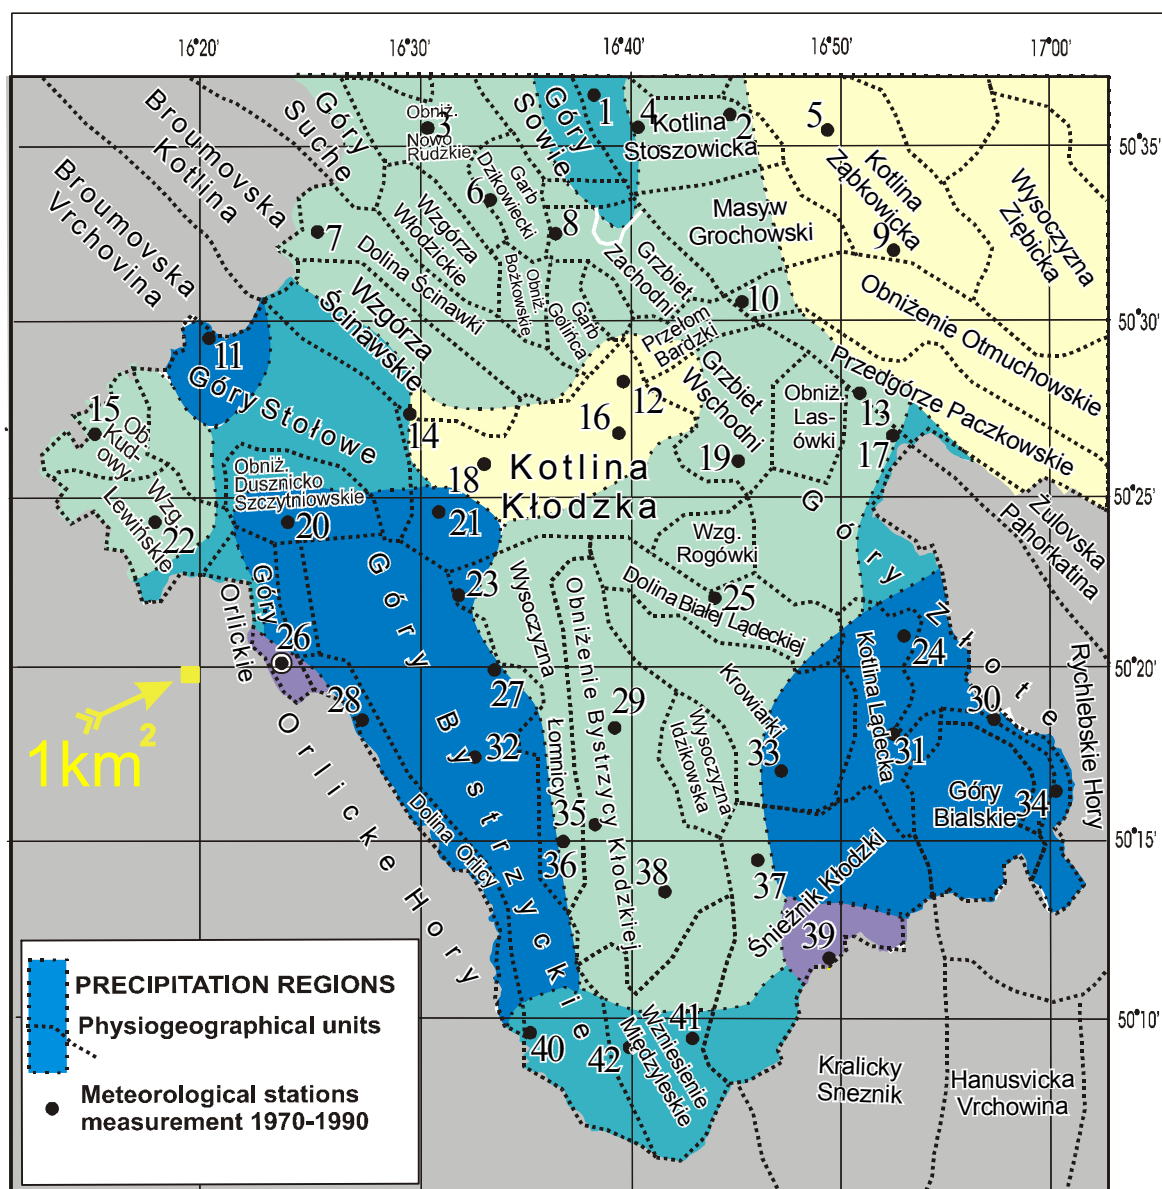 16°20'
16°30'
16°40'
16°50'
17°00'
50°35'
50°30'
50°25'
50°20'
50°15'
50°10'
Broumovska
Kotlina
Broumovska
Vrchovina
Góry
Suche
Obniż.
Nowo
Rudzkie
3
Góry
Sowie
1
4
Kotlina
Stoszowicka
2
5
Kotlina
Ząbkowicka
Wysoczyzna
Ziębicka
6
Garb
Dzikowiecki
Wzgórza
Włodzickie
7
Dolina Ścinawki
8
Masyw
Grochowski
9
Obniż.
Bożkowskie
Obniż.
Golińca
Garb
Grzbiet
Zachodni
10
Obniżenie Otmuchowskie
Wzgórza
Ścinawskie
Przełom
Bardzki
11
Góry Stołowe
12
Grzbiet
Wschodni
Obniż.
Las-
ówki
13
Przedgórze Paczkowskie
14
15
Ob.
Kud-
owy
16
17
18
Kotlina
Kłodzka
19
Obniż.
Dusznicko
Szczytniowskie
20
21
Wzg.
Lewińskie
22
Wzg.
Rogówki
Góry
Złote
Žulovska
Pahorkatina
23
Dolina Białej Lądeckiej
25
24
Góry
Orlickie
26
Góry
Bystrzyckie
Wysoczyzna
Łomnicy
Obniżenie Bystrzycy Kłodzkiej
27
28
29
Krowiarki
Kotlina Lądecka
30
31
Rychlebskie Hory
1km²
Orlicke Hory
32
Wysoczyzna
Idzikowska
33
Góry
Bialskie
34
Dolina Orlicy
35
36
37
38
Śnieżnik Kłodzki
39
40
41
42
Wzniesienie
Międzyleskie
Kralicky
Sneznik
Hanusvicka
Vrchowina
PRECIPITATION REGIONS
Physiogeographical units
Meteorological stations
measurement 1970-1990